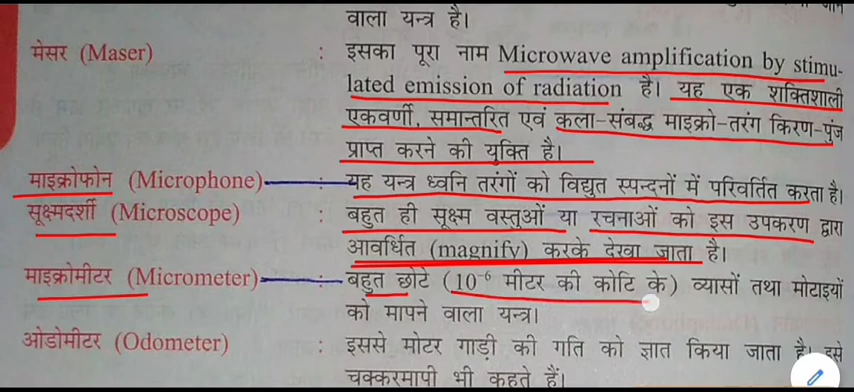 वाला यन्त्र है।
मेसर (Maser) : इसका पूरा नाम Microwave amplification by stimu-
lated emission of radiation है। यह एक शक्तिशाली
एकवर्णी, समान्तरित एवं कला-संबद्ध माइक्रो-तरंग किरण-पुंज
प्राप्त करने की युक्ति है।
माइक्रोफोन (Microphone) : यह यन्त्र ध्वनि तरंगों को विद्युत स्पन्दनों में परिवर्तित करता है।
सूक्ष्मदर्शी (Microscope) : बहुत ही सूक्ष्म वस्तुओं या रचनाओं को इस उपकरण द्वारा
आवर्धित (magnify) करके देखा जाता है।
माइक्रोमीटर (Micrometer) : बहुत छोटे (10⁻⁶ मीटर की कोटि के) व्यासों तथा मोटाइयों
को मापने वाला यन्त्र।
ओडोमीटर (Odometer) : इससे मोटर गाड़ी की गति को ज्ञात किया जाता है। इसे
चक्करमापी भी कहते हैं।